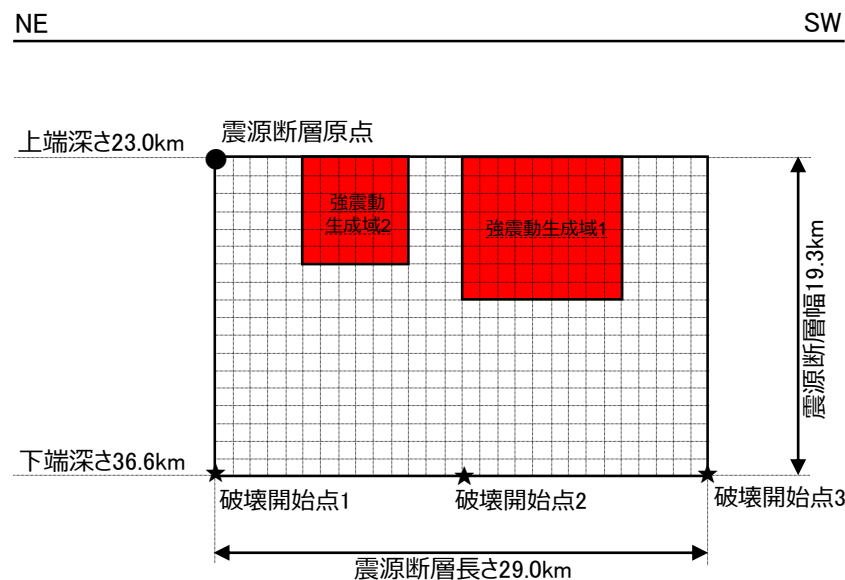 NE
SW
上端深さ23.0km
震源断層原点
強震動
生成域2
強震動生成域1
震源断層幅19.3km
下端深さ36.6km
破壊開始点1
破壊開始点2
破壊開始点3
震源断層長さ29.0km